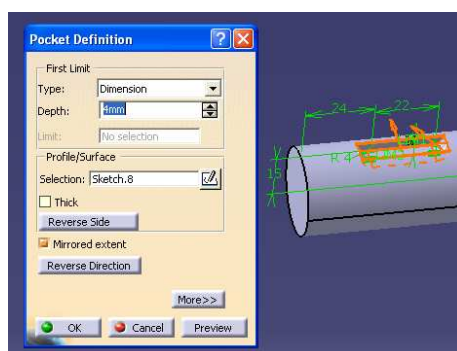 Pocket Definition
First Limit
Type: Dimension
Depth: 4mm
Limit: No selection
Profile/Surface
Selection: Sketch.8
Thick
Reverse Side
Mirrored extent
Reverse Direction
More>>
OK Cancel Preview
24 22
R 4
15